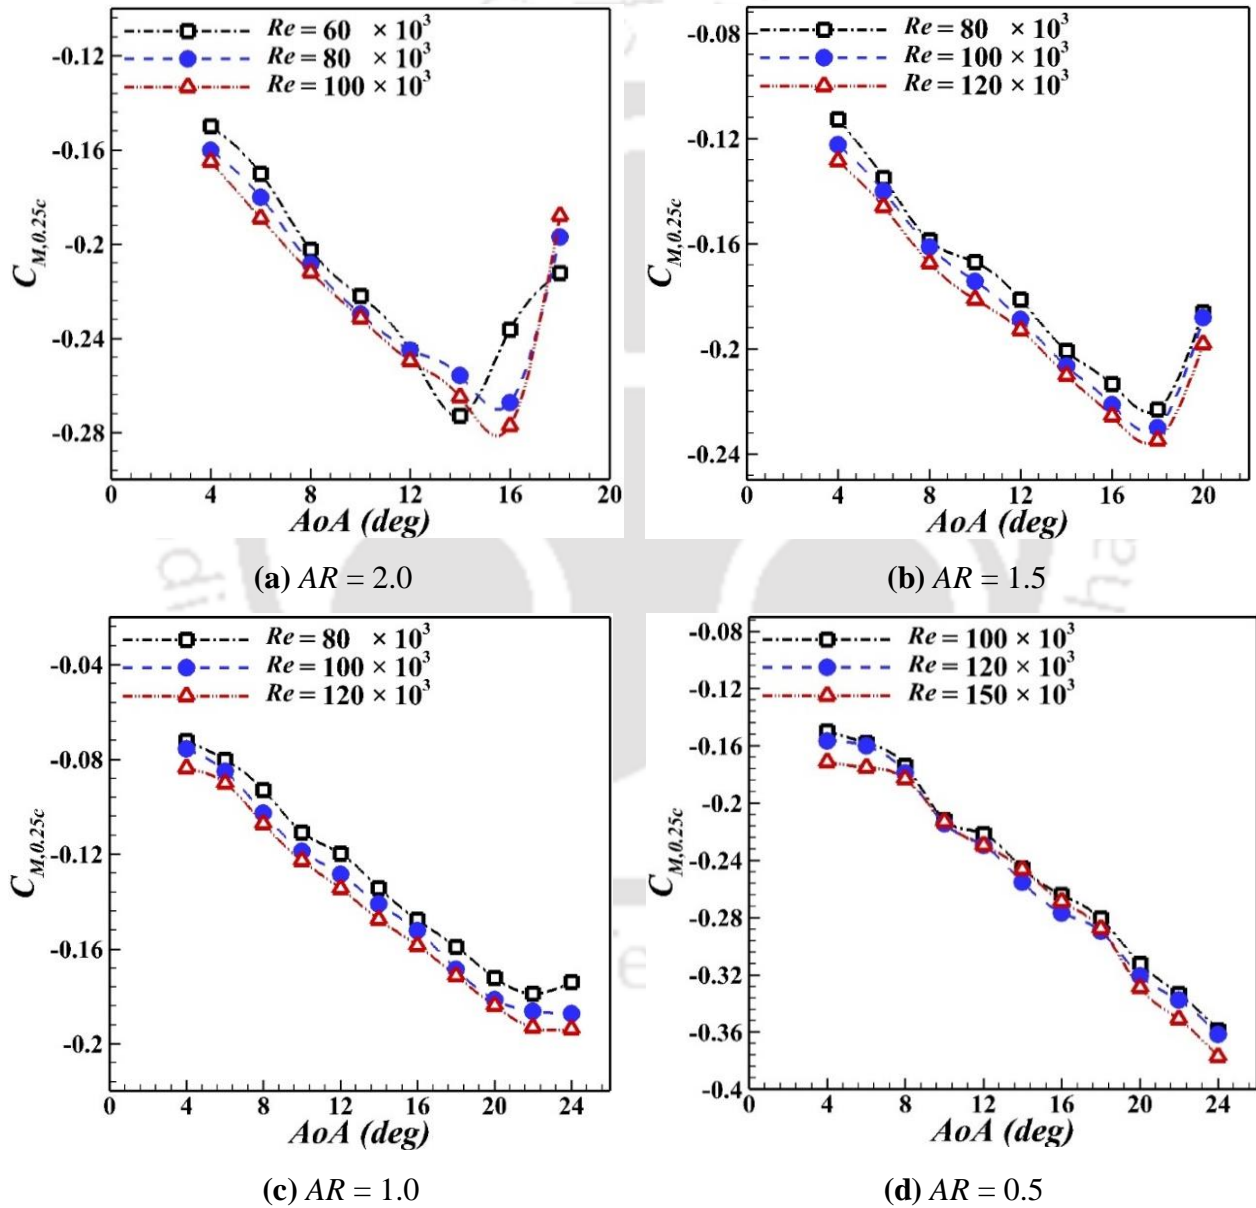 Re = 60 × 10³
Re = 80 × 10³
Re = 100 × 10³
-0.12
-0.16
-0.2
-0.24
-0.28
C_M,0.25c
0 4 8 12 16 20
AoA (deg)
(a) AR = 2.0
Re = 80 × 10³
Re = 100 × 10³
Re = 120 × 10³
-0.08
-0.12
-0.16
-0.2
-0.24
C_M,0.25c
0 4 8 12 16 20
AoA (deg)
(b) AR = 1.5
Re = 80 × 10³
Re = 100 × 10³
Re = 120 × 10³
-0.04
-0.08
-0.12
-0.16
-0.2
C_M,0.25c
0 4 8 12 16 20 24
AoA (deg)
(c) AR = 1.0
Re = 100 × 10³
Re = 120 × 10³
Re = 150 × 10³
-0.08
-0.12
-0.16
-0.2
-0.24
-0.28
-0.32
-0.36
-0.4
C_M,0.25c
0 4 8 12 16 20 24
AoA (deg)
(d) AR = 0.5